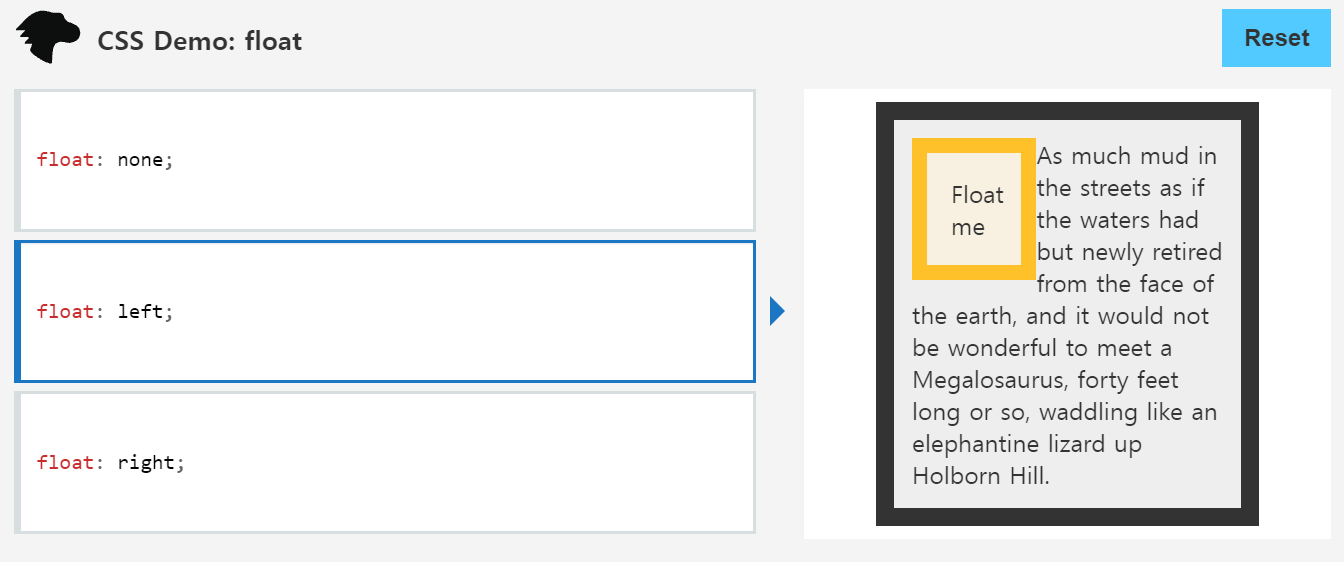 CSS Demo: float
Reset
float: none;
float: left;
float: right;
Float
me
As much mud in
the streets as if
the waters had
but newly retired
from the face of
the earth, and it would not
be wonderful to meet a
Megalosaurus, forty feet
long or so, waddling like an
elephantine lizard up
Holborn Hill.